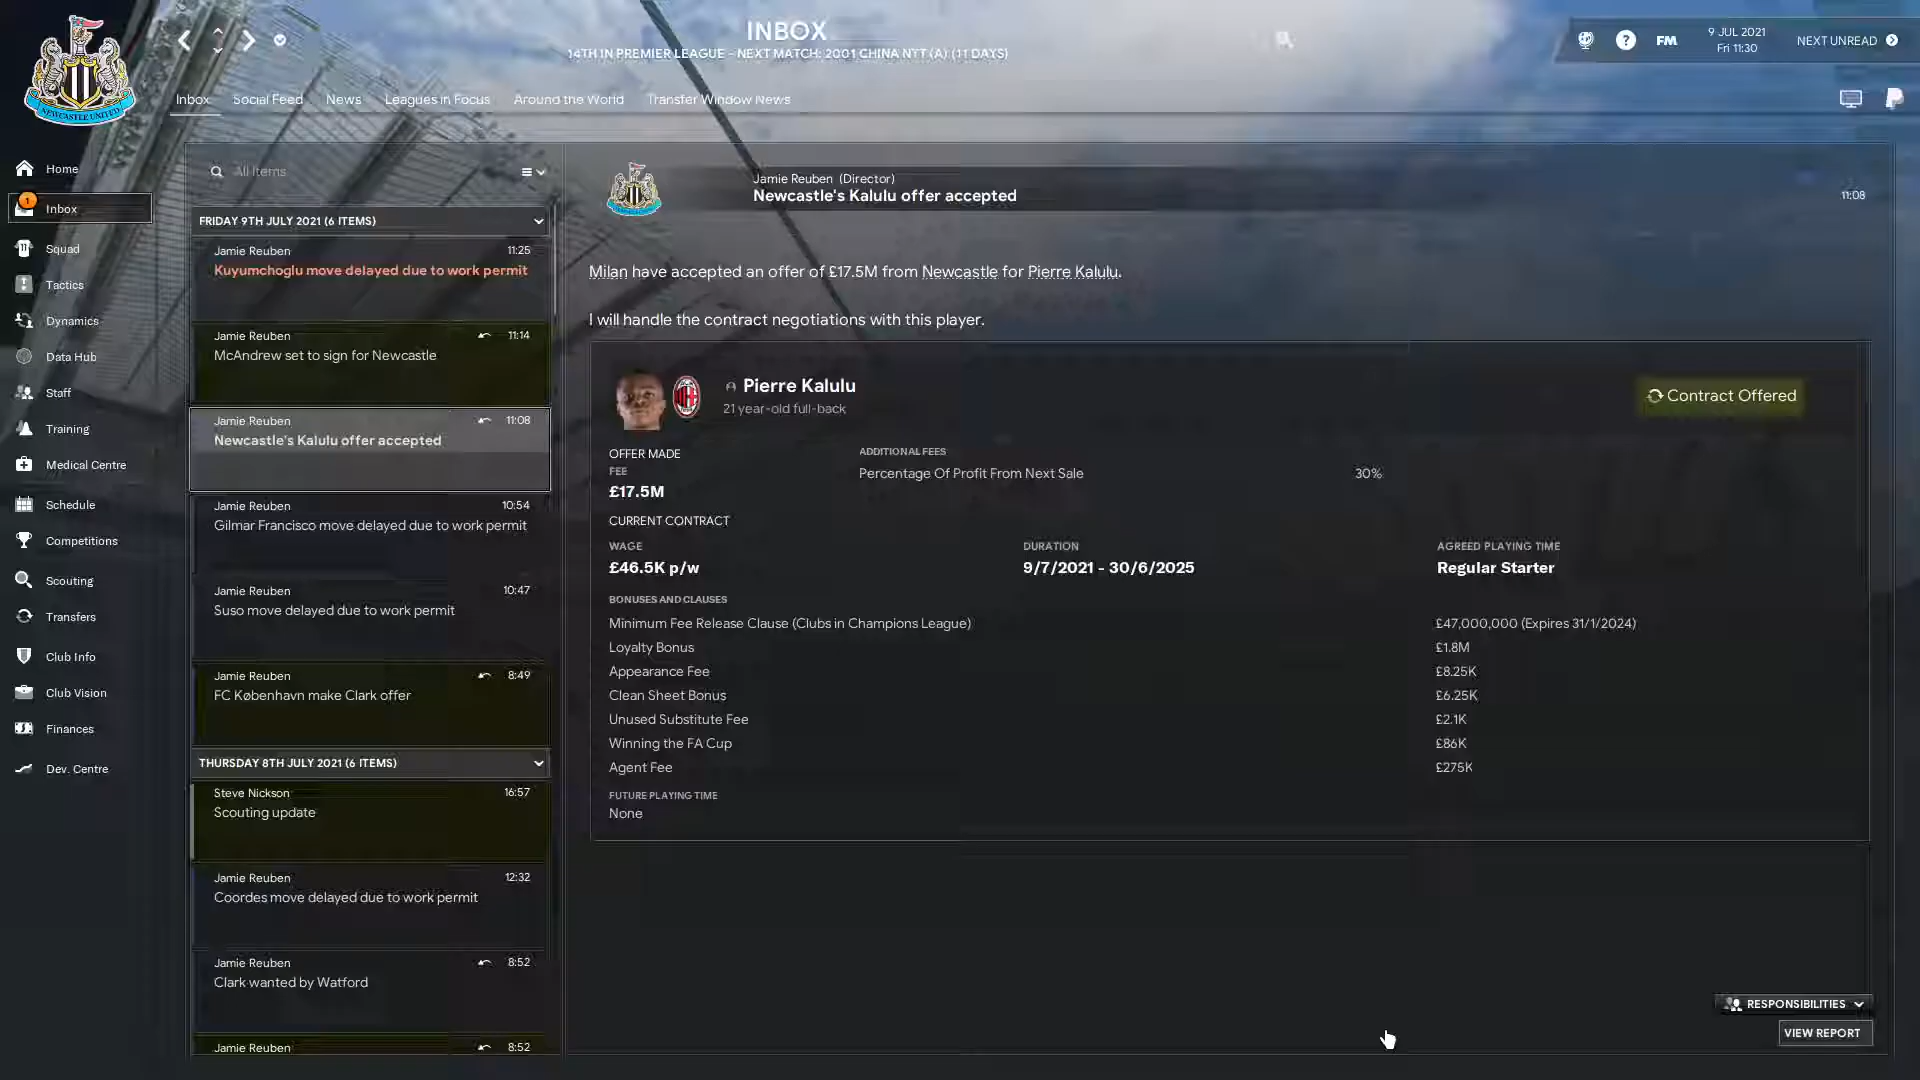 INBOX
14TH IN PREMIER LEAGUE - NEXT MATCH: 2001 CHINA NTT (A) (11 DAYS)
FM
9 JUL 2021
Fri 11:30
NEXT UNREAD
NEWCASTLE UNITED
Inbox
Social Feed
News
Leagues in Focus
Around the World
Transfer Window News
Home
1
Inbox
Squad
Tactics
Dynamics
Data Hub
Staff
Training
Medical Centre
Schedule
Competitions
Scouting
Transfers
Club Info
Club Vision
Finances
Dev. Centre
All Items
FRIDAY 9TH JULY 2021 (6 ITEMS)
Jamie Reuben 11:25
Kuyumchoglu move delayed due to work permit
Jamie Reuben 11:14
McAndrew set to sign for Newcastle
Jamie Reuben 11:08
Newcastle's Kalulu offer accepted
Jamie Reuben 10:54
Gilmar Francisco move delayed due to work permit
Jamie Reuben 10:47
Suso move delayed due to work permit
Jamie Reuben 8:49
FC København make Clark offer
THURSDAY 8TH JULY 2021 (6 ITEMS)
Steve Nickson 16:57
Scouting update
Jamie Reuben 12:32
Coordes move delayed due to work permit
Jamie Reuben 8:52
Clark wanted by Watford
Jamie Reuben 8:52
Jamie Reuben (Director)
Newcastle's Kalulu offer accepted
11:08
Milan have accepted an offer of £17.5M from Newcastle for Pierre Kalulu.
I will handle the contract negotiations with this player.
Pierre Kalulu
21 year-old full-back
Contract Offered
OFFER MADE
FEE
£17.5M
ADDITIONAL FEES
Percentage Of Profit From Next Sale 30%
CURRENT CONTRACT
WAGE
£46.5K p/w
DURATION
9/7/2021 - 30/6/2025
AGREED PLAYING TIME
Regular Starter
BONUSES AND CLAUSES
Minimum Fee Release Clause (Clubs in Champions League) £47,000,000 (Expires 31/1/2024)
Loyalty Bonus £1.8M
Appearance Fee £8.25K
Clean Sheet Bonus £6.25K
Unused Substitute Fee £2.1K
Winning the FA Cup £86K
Agent Fee £275K
FUTURE PLAYING TIME
None
RESPONSIBILITIES
VIEW REPORT